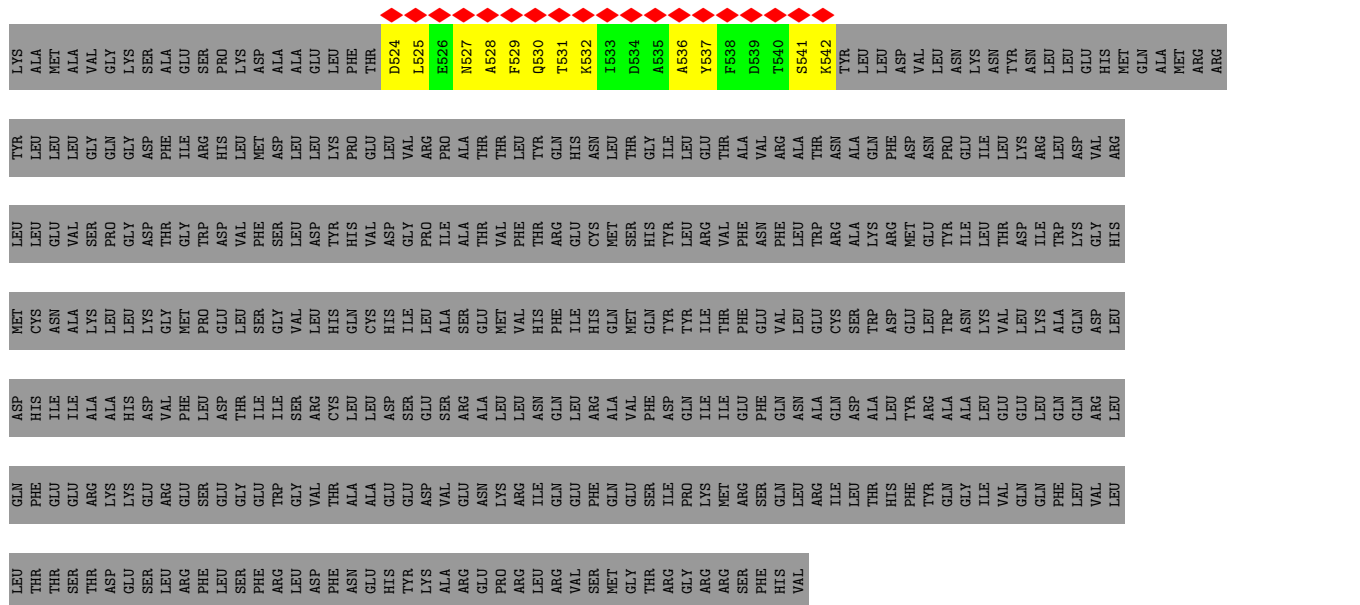 LYS ALA MET ALA VAL GLY LYS SER ALA GLU SER PRO LYS ASP ALA ALA GLU LEU PHE THR D524 L525 E526 N527 A528 F529 Q530 T531 K532 I533 D534 A535 A536 Y537 F538 D539 T540 S541 K542 TYR LEU LEU ASP VAL LEU ASN LYS ASN TYR ASN LEU LEU GLU HIS MET GLN ALA MET ARG ARG
TYR LEU LEU LEU GLY GLN GLY ASP PHE ILE ARG HIS LEU MET ASP LEU LEU LYS PRO GLU LEU VAL ARG PRO ALA THR THR LEU TYR GLN HIS ASN LEU THR GLY ILE LEU GLU THR ALA VAL ARG ALA THR ASN ALA GLN PHE ASP ASN PRO GLU ILE LEU LYS ARG LEU ASP VAL ARG
LEU LEU GLU VAL SER PRO GLY ASP THR GLY TRP ASP VAL PHE SER LEU ASP TYR HIS VAL ASP GLY PRO ILE ALA THR VAL PHE THR ARG GLU CYS MET SER HIS TYR LEU ARG VAL PHE ASN PHE LEU TRP ARG ALA LYS ARG MET GLU TYR ILE LEU THR ASP ILE TRP LYS GLY HIS
MET CYS ASN ALA LYS LEU LEU LYS GLY MET PRO GLU LEU SER GLY VAL LEU HIS GLN CYS HIS ILE LEU ALA SER GLU MET VAL HIS PHE ILE HIS GLN MET GLN TYR TYR ILE THR PHE GLU VAL LEU GLU CYS SER TRP ASP GLU LEU TRP ASN LYS VAL LEU LYS ALA GLN ASP LEU
ASP HIS ILE ILE ALA ALA HIS ASP VAL PHE LEU ASP THR ILE ILE SER ARG CYS LEU LEU ASP SER GLU SER ARG ALA LEU LEU ASN GLN LEU ARG ALA VAL PHE ASP GLN ILE ILE GLU PHE GLN ASN ALA GLN ASP ALA LEU TYR ARG ALA ALA LEU GLU GLU LEU GLN GLN ARG LEU
GLN PHE GLU GLU ARG LYS LYS GLU ARG GLU SER GLU GLY GLU TRP GLY VAL THR ALA ALA GLU GLU ASP VAL GLU ASN LYS ARG ILE GLN GLU PHE GLN GLU SER ILE PRO LYS MET ARG SER GLN LEU ARG ILE LEU THR HIS PHE TYR GLN GLY ILE VAL GLN GLN PHE LEU VAL LEU
LEU THR THR SER THR ASP GLU SER LEU ARG PHE LEU SER PHE ARG LEU ASP PHE ASN GLU HIS TYR LYS ALA ARG GLU PRO ARG LEU ARG VAL SER MET GLY THR ARG GLY ARG ARG SER PHE HIS VAL